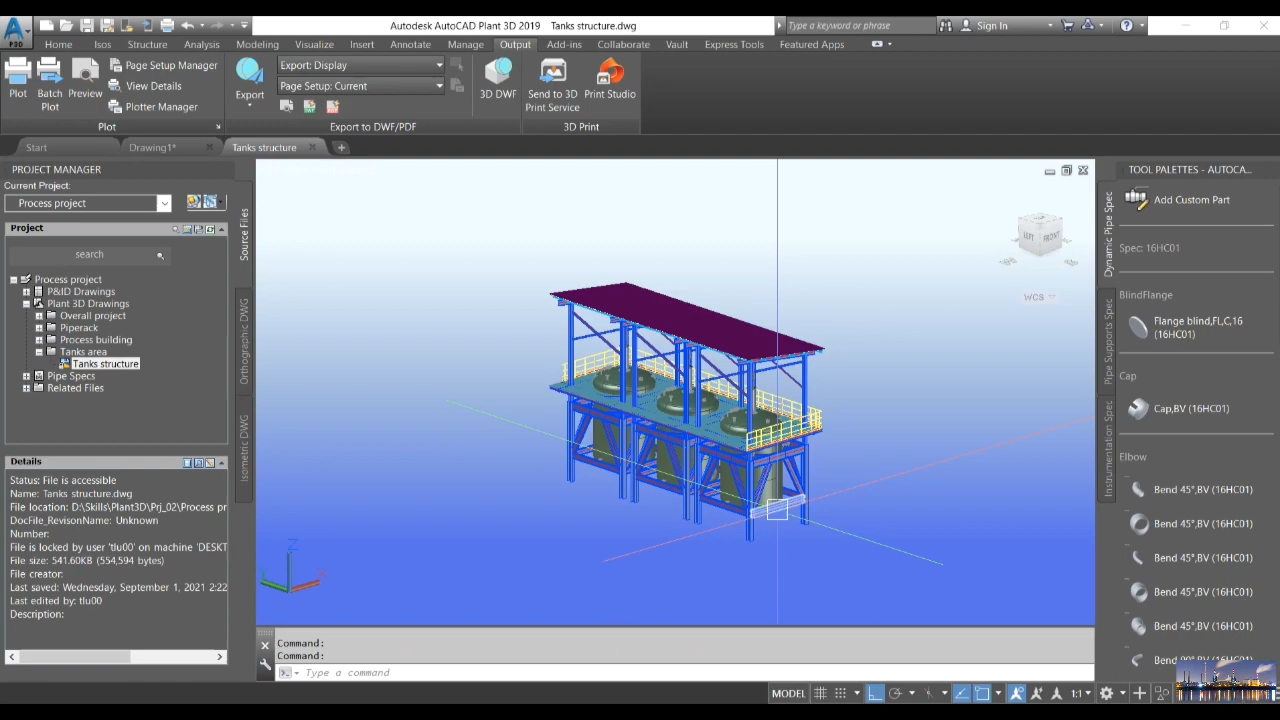 Autodesk AutoCAD Plant 3D 2019 Tanks structure.dwg
Type a keyword or phrase
Sign In
P3D
Home Isos Structure Analysis Modeling Visualize Insert Annotate Manage Output Add-ins Collaborate Vault Express Tools Featured Apps
Plot
Batch
Plot
Preview
Page Setup Manager
View Details
Plotter Manager
Export
Export: Display
Page Setup: Current
3D DWF
Send to 3D
Print Service
Print Studio
Plot
Export to DWF/PDF
3D Print
Start
Drawing1*
Tanks structure
PROJECT MANAGER
Current Project:
Process project
Project
search
Process project
P&ID Drawings
Plant 3D Drawings
Overall project
Piperack
Process building
Tanks area
Tanks structure
Pipe Specs
Related Files
Details
Status: File is accessible
Name: Tanks structure.dwg
File location: D:\Skills\Plant3D\Prj_02\Process pr
DocFile_RevisonName: Unknown
Number:
File is locked by user 'tlu00' on machine 'DESKT
File size: 541.60KB (554,594 bytes)
File creator:
Last saved: Wednesday, September 1, 2021 2:22
Last edited by: tlu00
Description:
Source Files
Orthographic DWG
Isometric DWG
LEFT
FRONT
WCS
Z
Command:
Command:
Type a command
MODEL
1:1
TOOL PALETTES - AUTOCA...
Dynamic Pipe Spec
Pipe Supports Spec
Instrumentation Spec
Add Custom Part
Spec: 16HC01
BlindFlange
Flange blind,FL,C,16
(16HC01)
Cap
Cap,BV (16HC01)
Elbow
Bend 45°,BV (16HC01)
Bend 45°,BV (16HC01)
Bend 45°,BV (16HC01)
Bend 45°,BV (16HC01)
Bend 45°,BV (16HC01)